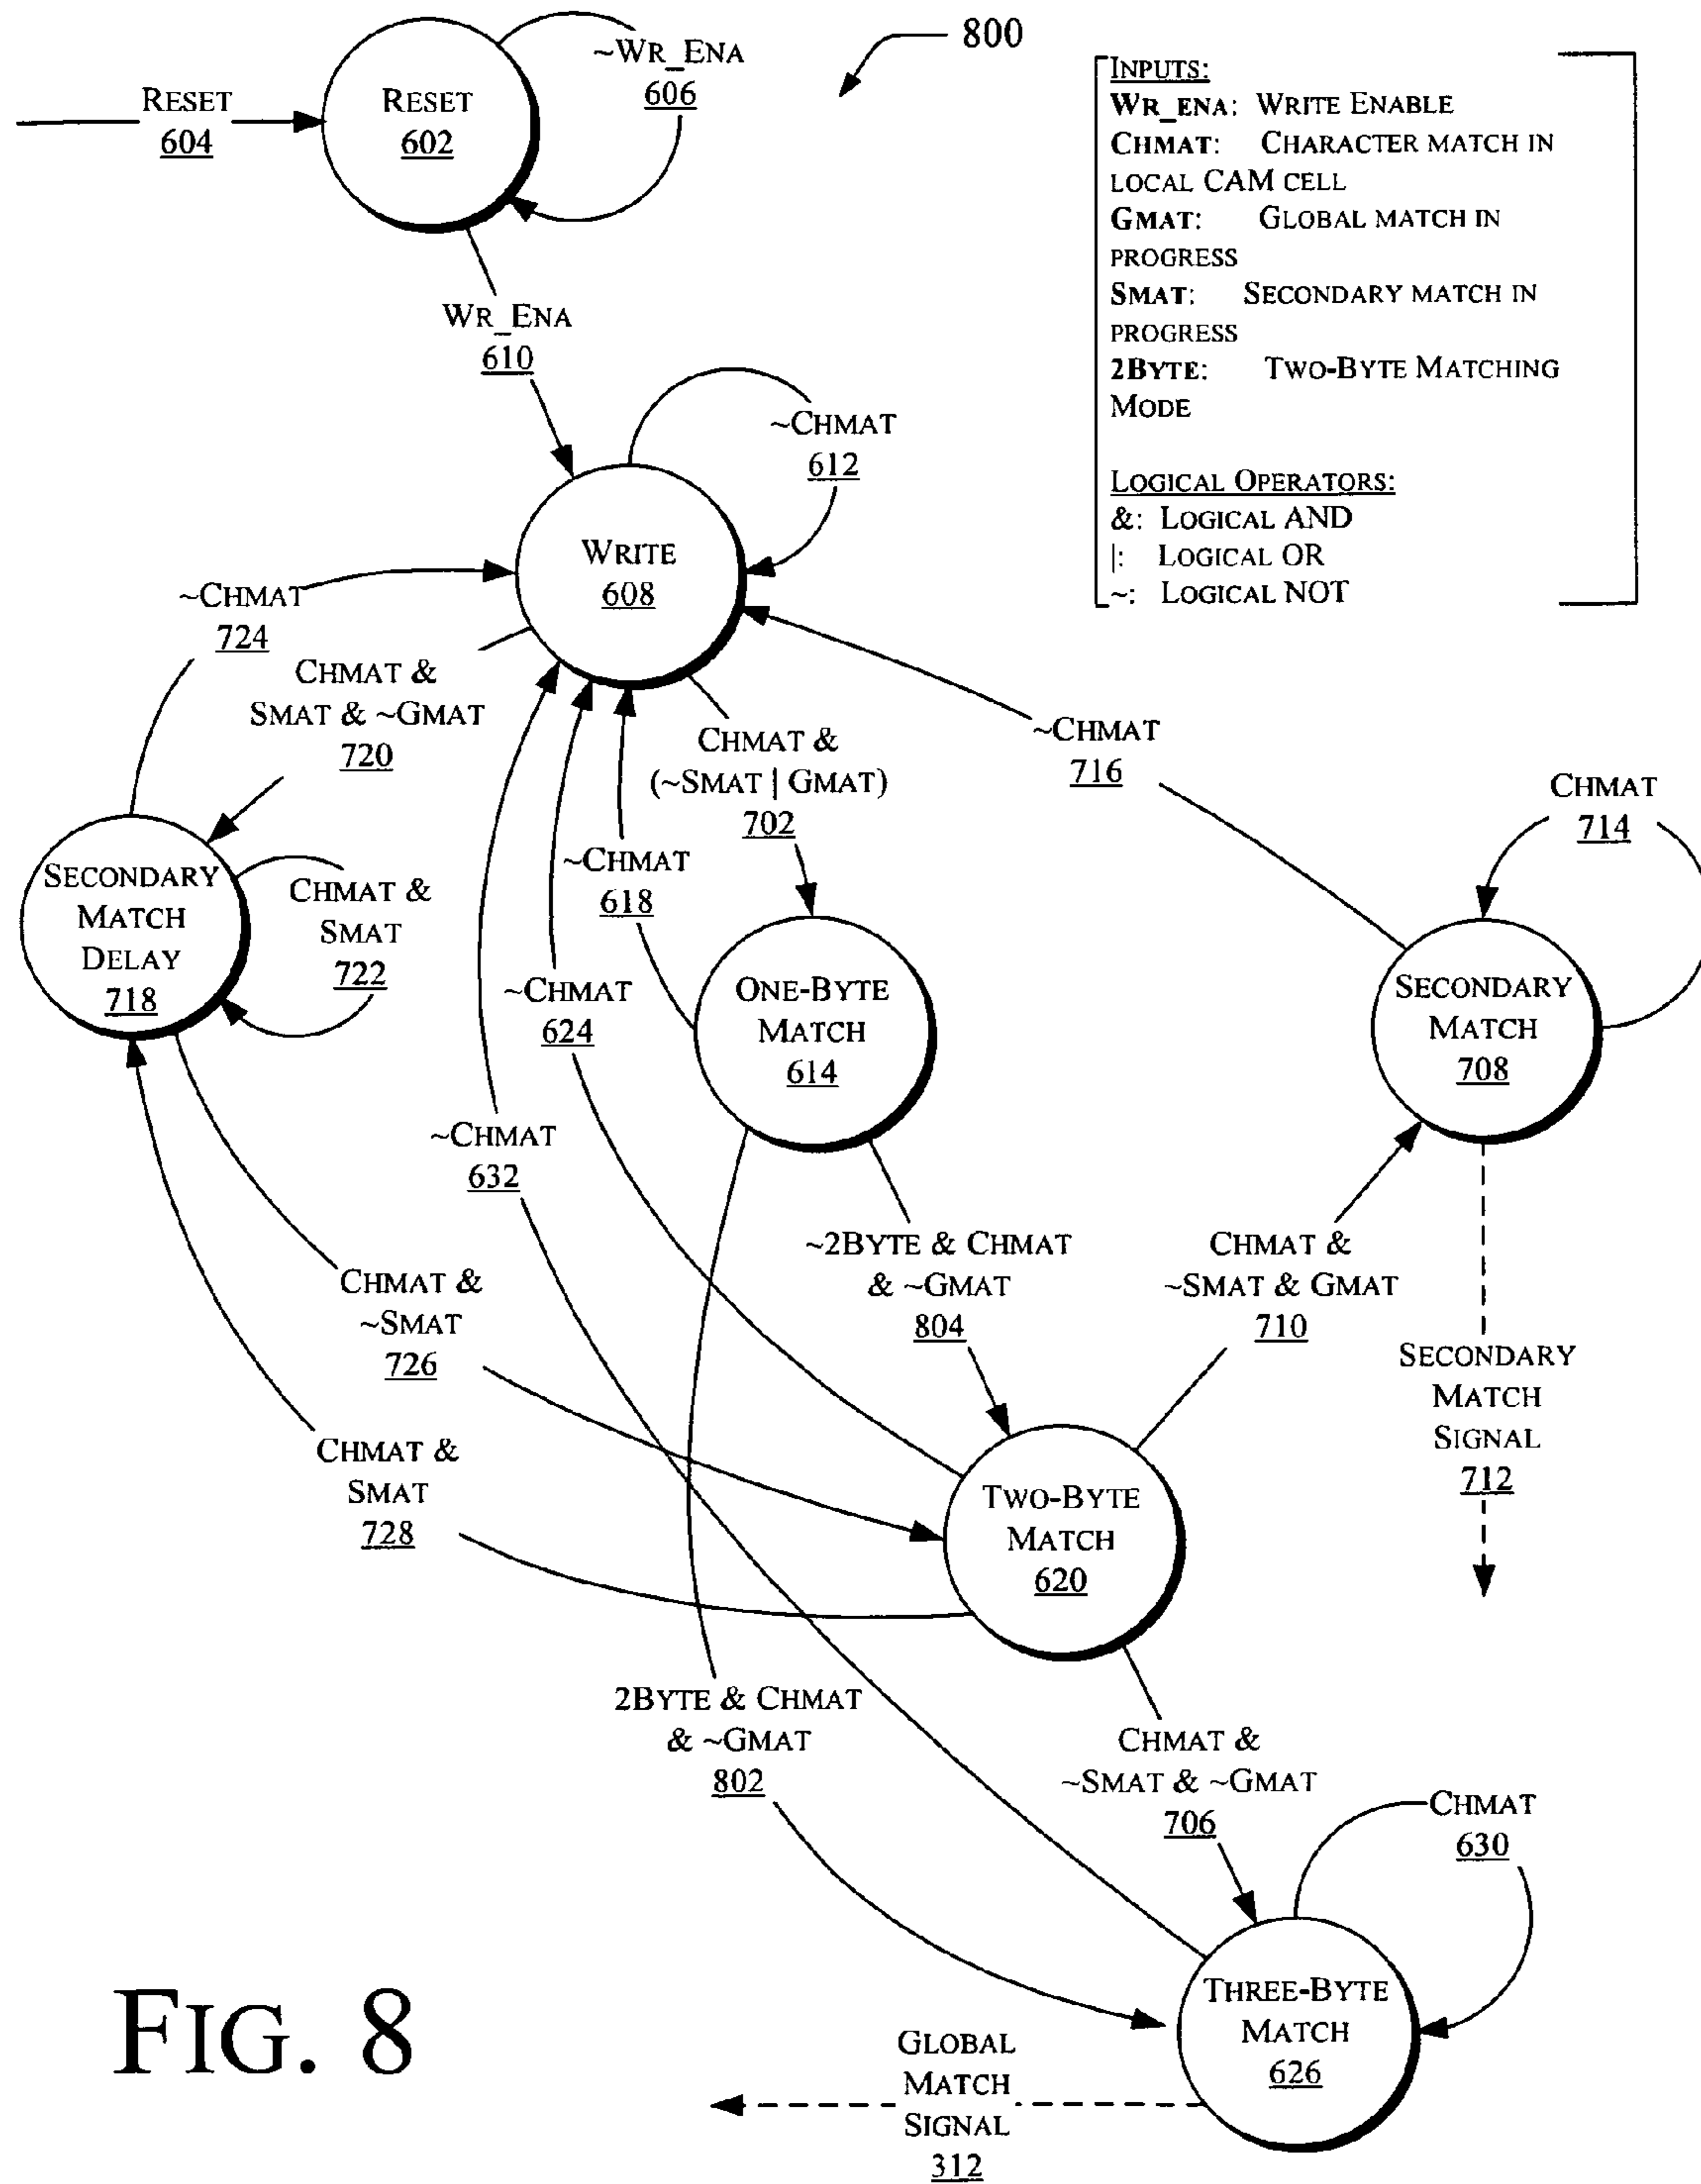 800
RESET
604
RESET
602
~WR_ENA
606
INPUTS:
WR_ENA: WRITE ENABLE
CHMAT: CHARACTER MATCH IN
LOCAL CAM CELL
GMAT: GLOBAL MATCH IN
PROGRESS
SMAT: SECONDARY MATCH IN
PROGRESS
2BYTE: TWO-BYTE MATCHING
MODE
LOGICAL OPERATORS:
&: LOGICAL AND
|: LOGICAL OR
~: LOGICAL NOT
WR_ENA
610
~CHMAT
612
WRITE
608
~CHMAT
724
CHMAT &
SMAT & ~GMAT
720
CHMAT &
(~SMAT | GMAT)
702
~CHMAT
716
CHMAT
714
~CHMAT
618
SECONDARY
MATCH
DELAY
718
CHMAT &
SMAT
722
~CHMAT
624
ONE-BYTE
MATCH
614
SECONDARY
MATCH
708
~CHMAT
632
~2BYTE & CHMAT
& ~GMAT
804
CHMAT &
~SMAT & GMAT
710
CHMAT &
~SMAT
726
SECONDARY
MATCH
SIGNAL
712
CHMAT &
SMAT
728
TWO-BYTE
MATCH
620
2BYTE & CHMAT
& ~GMAT
802
CHMAT &
~SMAT & ~GMAT
706
CHMAT
630
THREE-BYTE
MATCH
626
GLOBAL
MATCH
SIGNAL
312
FIG. 8